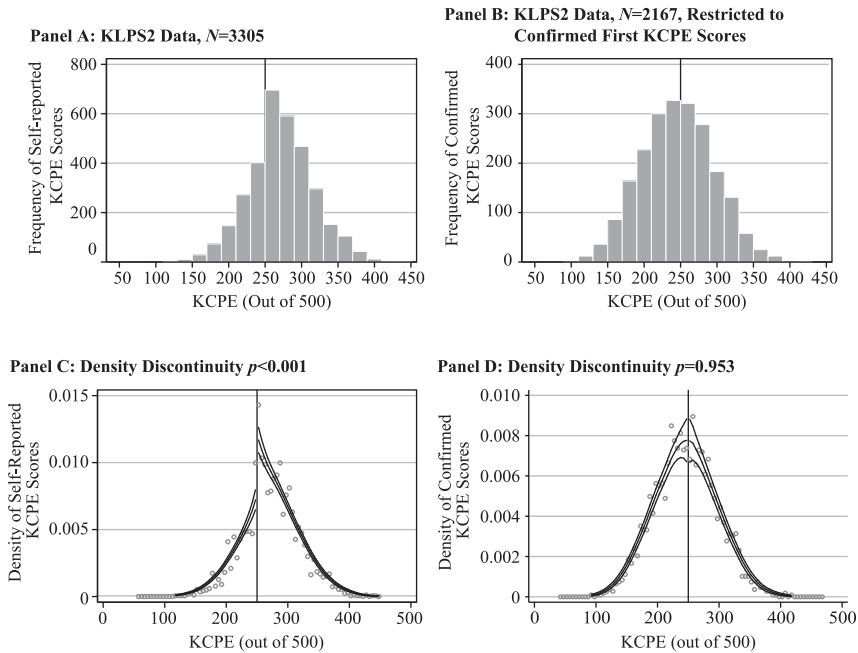 Panel A: KLPS2 Data, N=3305
800
600
400
200
0
Frequency of Self-reported
KCPE Scores
50 100 150 200 250 300 350 400 450
KCPE (Out of 500)
Panel B: KLPS2 Data, N=2167, Restricted to
Confirmed First KCPE Scores
400
300
200
100
0
Frequency of Confirmed
KCPE Scores
50 100 150 200 250 300 350 400 450
KCPE (Out of 500)
Panel C: Density Discontinuity p<0.001
0.015
0.010
0.005
0
Density of Self-Reported
KCPE Scores
0 100 200 300 400 500
KCPE (out of 500)
Panel D: Density Discontinuity p=0.953
0.010
0.008
0.006
0.004
0.002
0
Density of Confirmed
KCPE Scores
0 100 200 300 400 500
KCPE (out of 500)